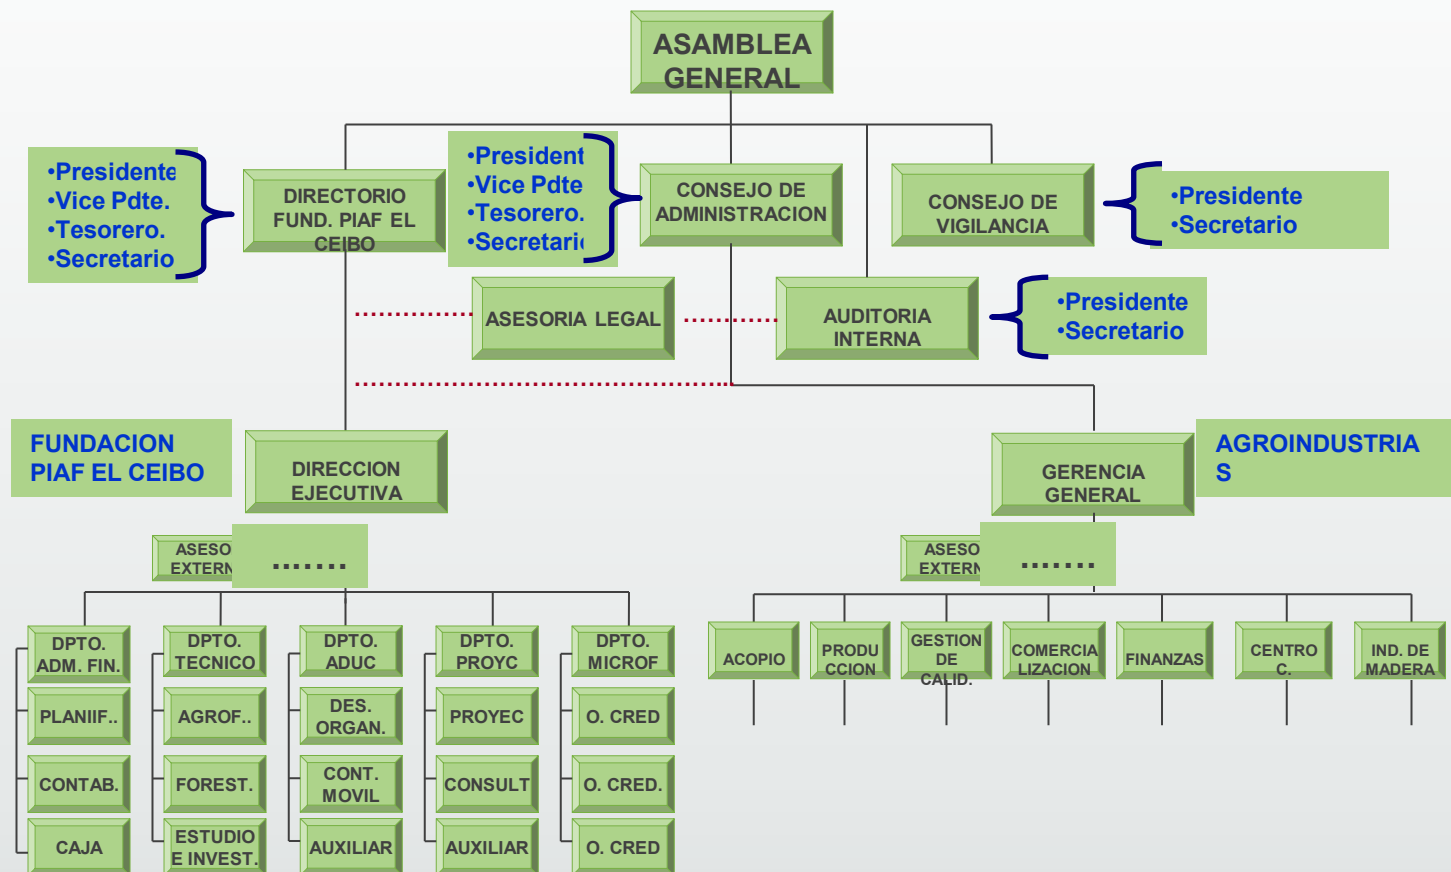 ASAMBLEA
GENERAL
•Presidente
•Vice Pdte.
•Tesorero.
•Secretario
DIRECTORIO
FUND. PIAF EL
CEIBO
•President
•Vice Pdte
•Tesorero.
•Secretari
CONSEJO DE
ADMINISTRACION
CONSEJO DE
VIGILANCIA
•Presidente
•Secretario
ASESORIA LEGAL
AUDITORIA
INTERNA
•Presidente
•Secretario
FUNDACION
PIAF EL CEIBO
DIRECCION
EJECUTIVA
GERENCIA
GENERAL
AGROINDUSTRIA
S
ASESO
EXTERN
.......
ASESO
EXTERN
.......
DPTO.
ADM. FIN.
DPTO.
TECNICO
DPTO.
ADUC
DPTO.
PROYC
DPTO.
MICROF
ACOPIO
PRODU
CCION
GESTION
DE
CALID.
COMERCIA
LIZACION
FINANZAS
CENTRO
C.
IND. DE
MADERA
PLANIIF..
AGROF..
DES.
ORGAN.
PROYEC
O. CRED
CONTAB.
FOREST.
CONT.
MOVIL
CONSULT
O. CRED.
CAJA
ESTUDIO
E INVEST.
AUXILIAR
AUXILIAR
O. CRED